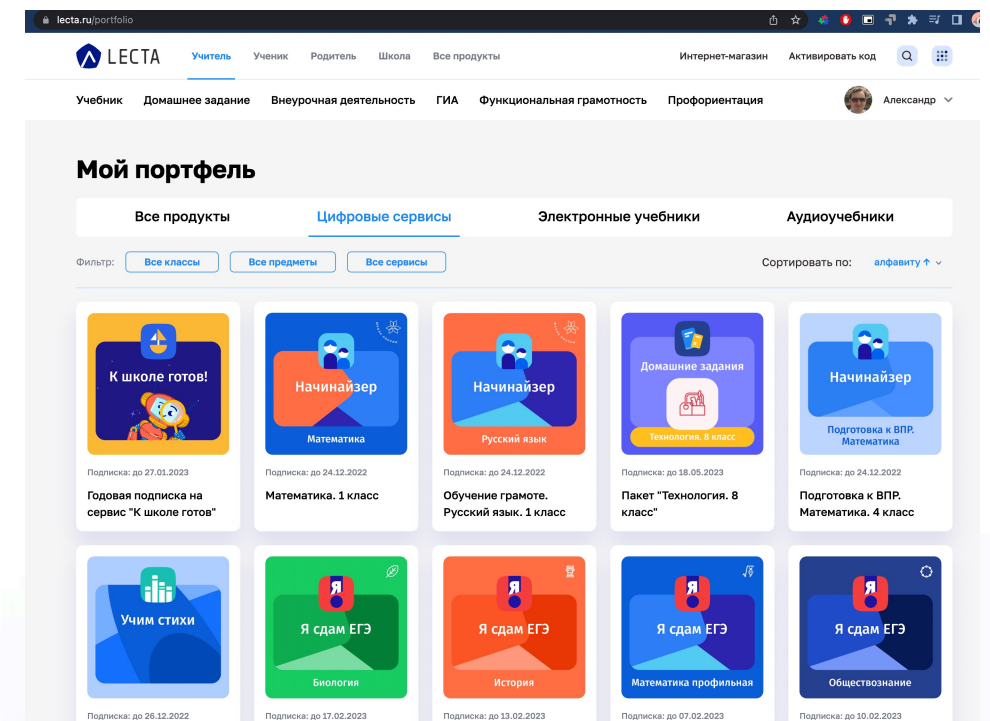 lecta.ru/portfolio
LECTA
Учитель
Ученик
Родитель
Школа
Все продукты
Интернет-магазин
Активировать код
Учебник
Домашнее задание
Внеурочная деятельность
ГИА
Функциональная грамотность
Профориентация
Александр
Мой портфель
Все продукты
Цифровые сервисы
Электронные учебники
Аудиоучебники
Фильтр:
Все классы
Все предметы
Все сервисы
Сортировать по:
алфавиту ↑
К школе готов!
Подписка: до 27.01.2023
Годовая подписка на
сервис "К школе готов"
Начинайзер
Математика
Подписка: до 24.12.2022
Математика. 1 класс
Начинайзер
Русский язык
Подписка: до 24.12.2022
Обучение грамоте.
Русский язык. 1 класс
Домашние задания
Технология. 8 класс
Подписка: до 18.05.2023
Пакет "Технология. 8
класс"
Начинайзер
Подготовка к ВПР.
Математика
Подписка: до 24.12.2022
Подготовка к ВПР.
Математика. 4 класс
Учим стихи
Подписка: до 26.12.2022
Я
Я сдам ЕГЭ
Биология
Подписка: до 17.02.2023
Я
Я сдам ЕГЭ
История
Подписка: до 13.02.2023
Я
Я сдам ЕГЭ
Математика профильная
Подписка: до 07.02.2023
Я
Я сдам ЕГЭ
Обществознание
Подписка: до 10.02.2023